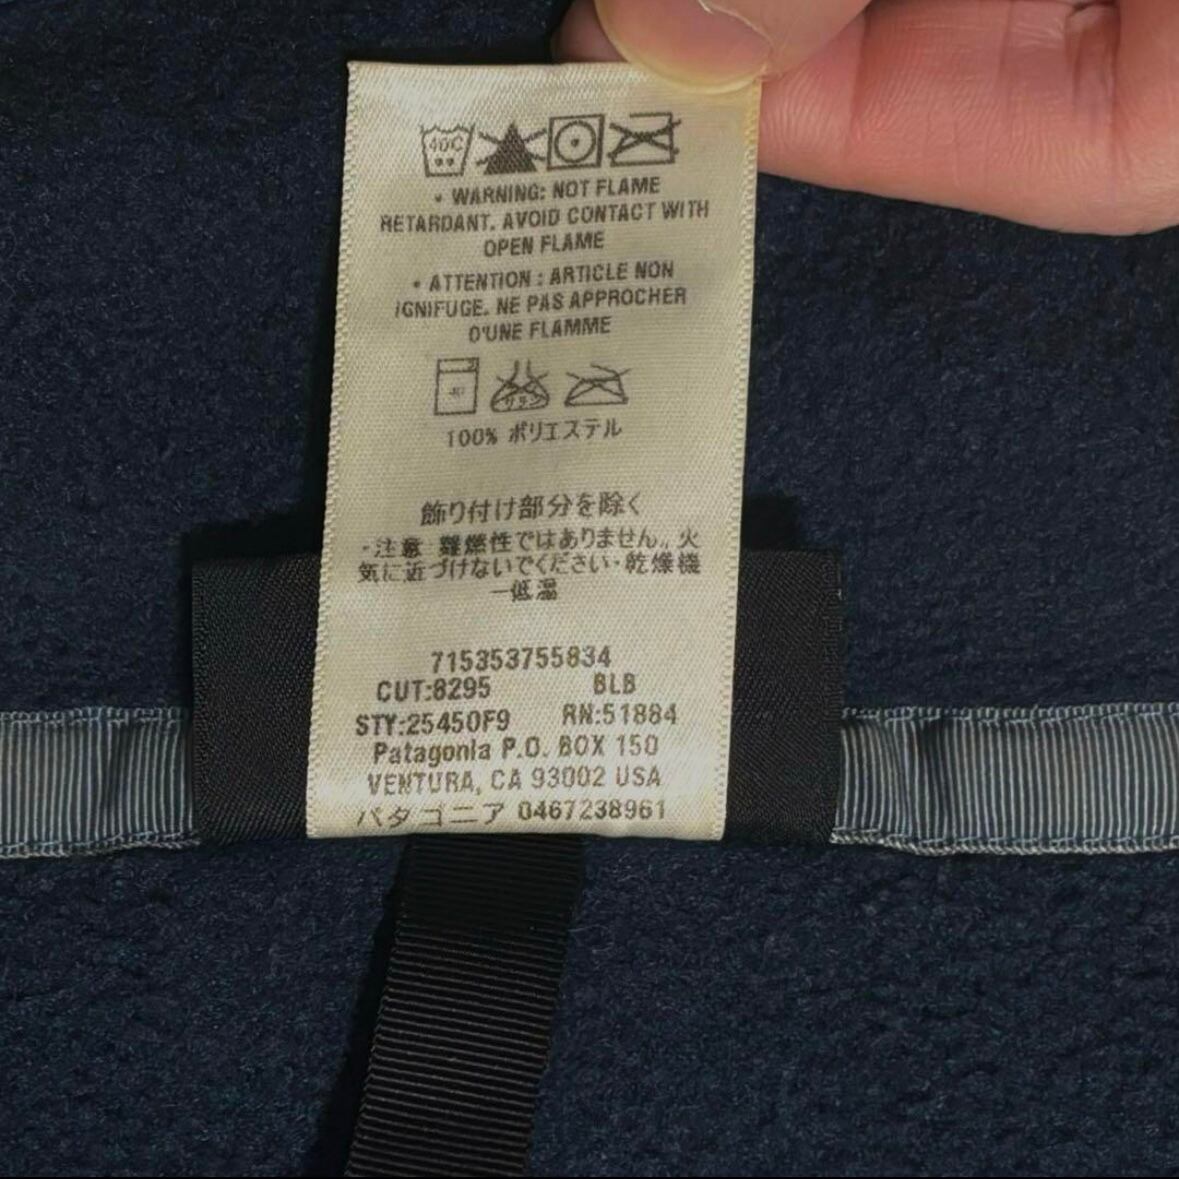 40C
• WARNING: NOT FLAME
RETARDANT. AVOID CONTACT WITH
OPEN FLAME
• ATTENTION : ARTICLE NON
IGNIFUGE. NE PAS APPROCHER
D'UNE FLAMME
100% ポリエステル
飾り付け部分を除く
・注意 難燃性ではありません。火
気に近づけないでください・乾燥機
ー低温
715353755834
CUT:8295 BLB
STY:25450F9 RN:51884
Patagonia P.O. BOX 150
VENTURA, CA 93002 USA
パタゴニア 0467238961